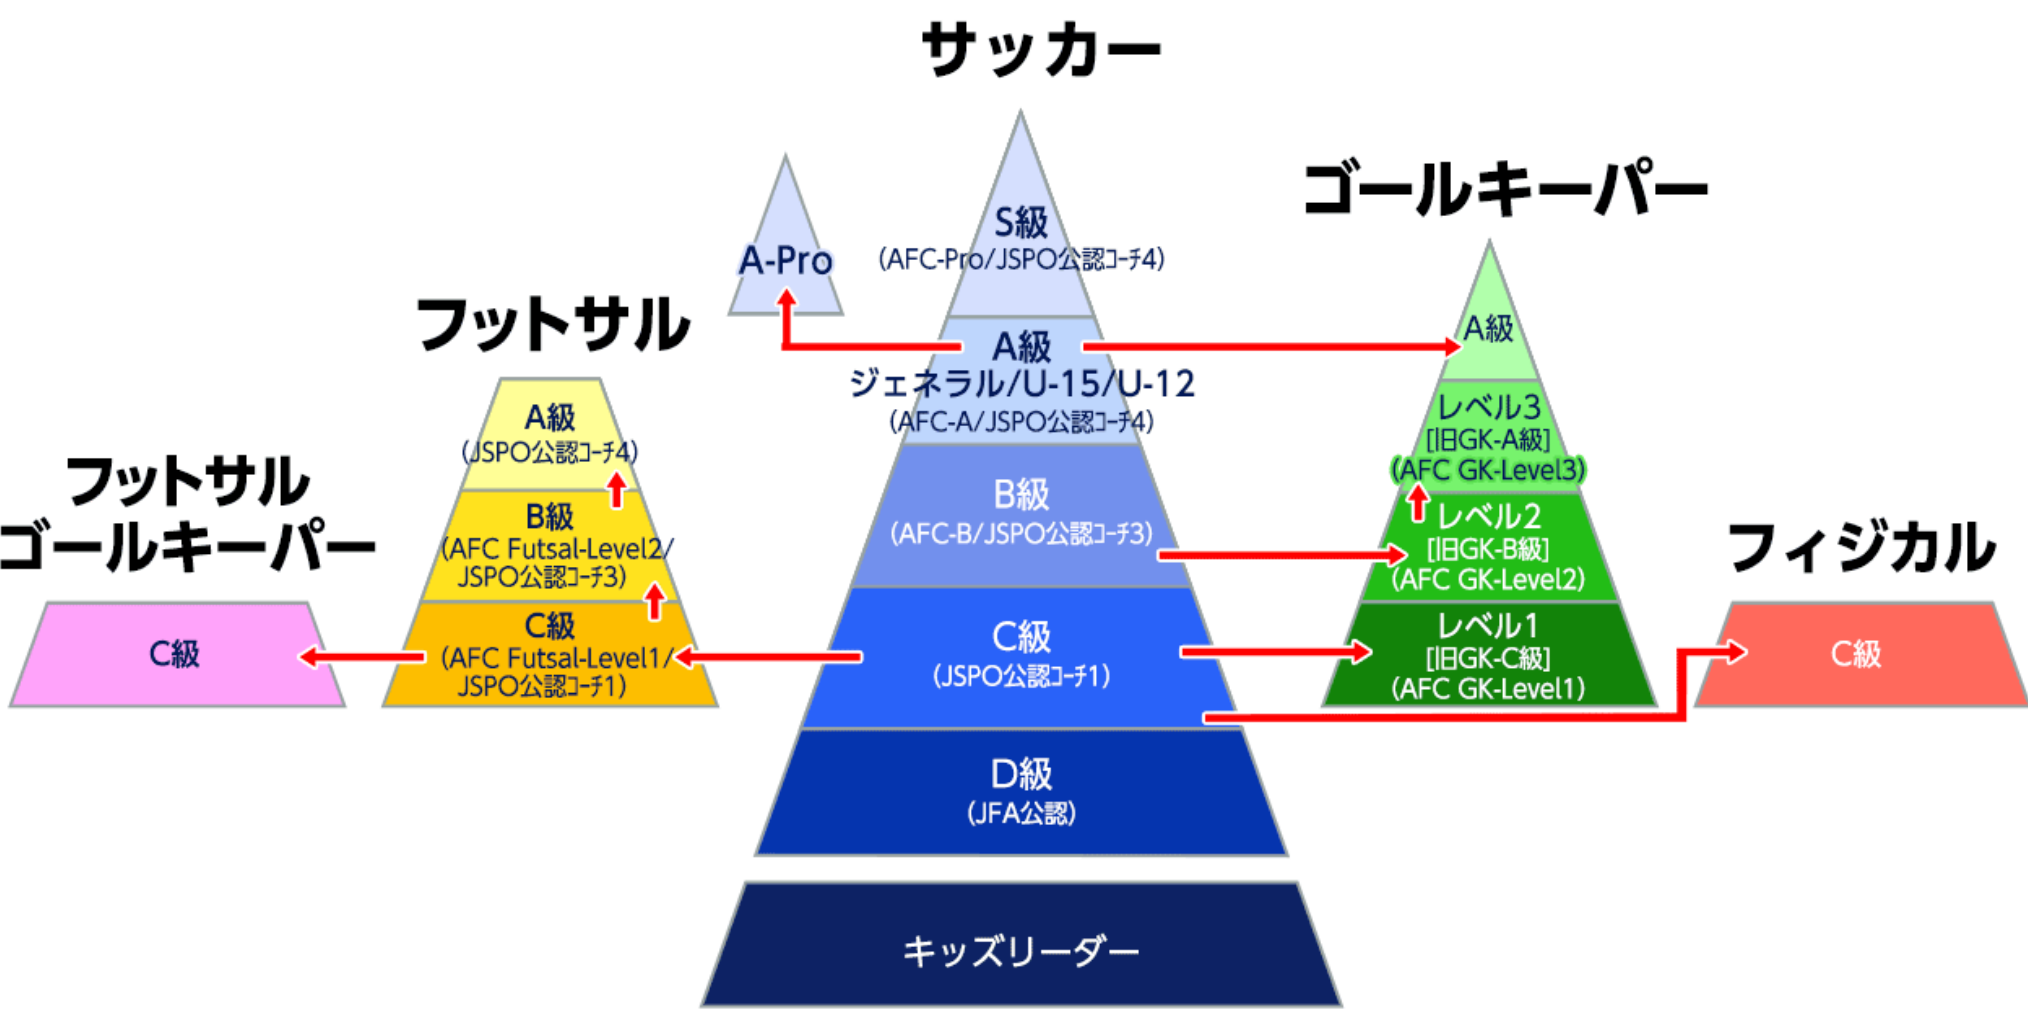 サッカー
S級
(AFC-Pro/JSPO公認ｺｰﾁ4)
A級
ジェネラル/U-15/U-12
(AFC-A/JSPO公認ｺｰﾁ4)
B級
(AFC-B/JSPO公認ｺｰﾁ3)
C級
(JSPO公認ｺｰﾁ1)
D級
(JFA公認)
キッズリーダー
A-Pro
フットサル
A級
(JSPO公認ｺｰﾁ4)
B級
(AFC Futsal-Level2/
JSPO公認ｺｰﾁ3)
C級
(AFC Futsal-Level1/
JSPO公認ｺｰﾁ1)
フットサル
ゴールキーパー
C級
ゴールキーパー
A級
レベル3
[旧GK-A級]
(AFC GK-Level3)
レベル2
[旧GK-B級]
(AFC GK-Level2)
レベル1
[旧GK-C級]
(AFC GK-Level1)
フィジカル
C級